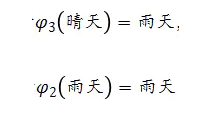 φ₃(晴天) = 雨天,
φ₂(雨天) = 雨天